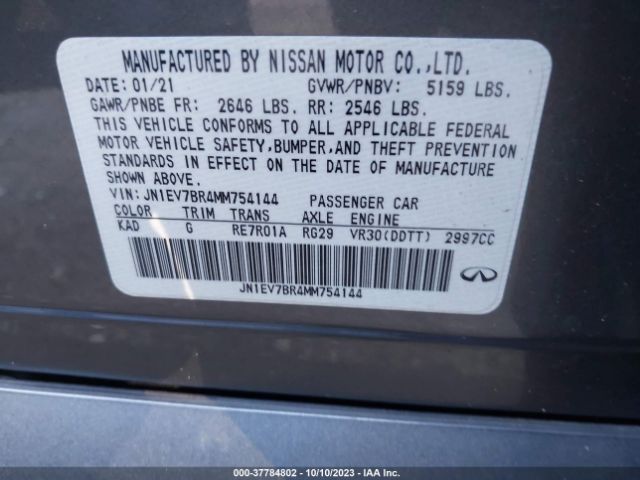 MANUFACTURED BY NISSAN MOTOR CO.,LTD.
DATE: 01/21 GVWR/PNBV: 5159 LBS.
GAWR/PNBE FR: 2646 LBS. RR: 2546 LBS.
THIS VEHICLE CONFORMS TO ALL APPLICABLE FEDERAL
MOTOR VEHICLE SAFETY,BUMPER,AND THEFT PREVENTION
STANDARDS IN EFFECT ON THE DATE OF MANUFACTURE
SHOWN ABOVE.
VIN:JN1EV7BR4MM754144 PASSENGER CAR
COLOR TRIM TRANS AXLE ENGINE
KAD G RE7R01A RG29 VR30(DDTT) 2997CC
JN1EV7BR4MM754144
000-37784802 - 10/10/2023 - IAA Inc.